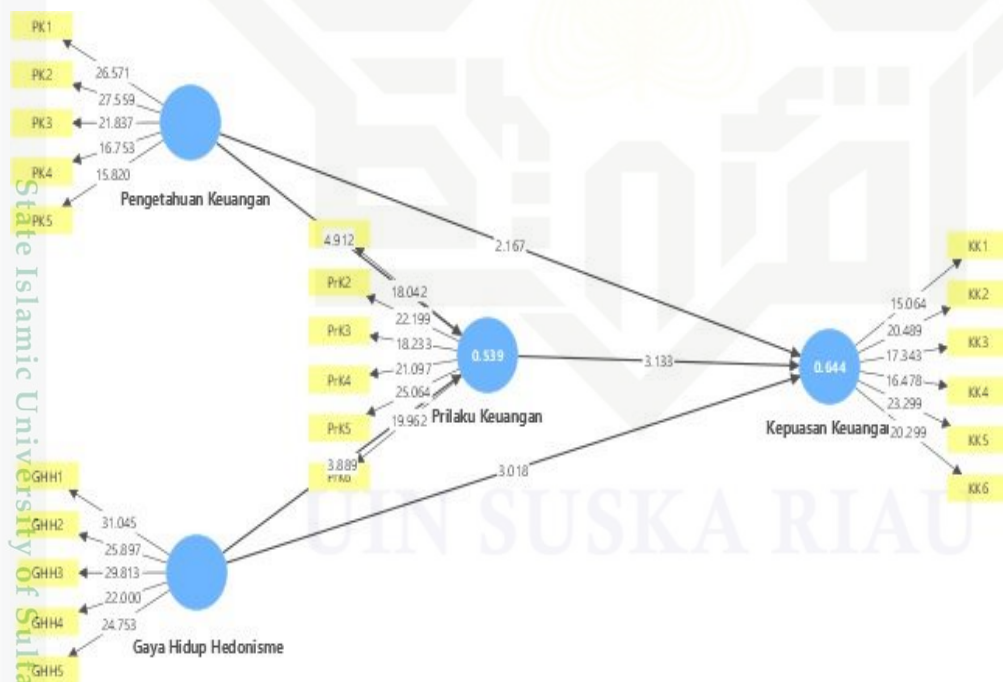 PK1
PK2
PK3
PK4
PK5
26.571
27.559
21.837
16.753
15.820
Pengetahuan Keuangan
4.912
2.167
PrK2
PrK3
PrK4
PrK5
PrK6
18.042
22.199
18.233
21.097
25.064
19.962
0.539
Prilaku Keuangan
3.133
3.889
3.018
0.644
Kepuasan Keuangan
15.064
20.489
17.343
16.478
23.299
20.299
KK1
KK2
KK3
KK4
KK5
KK6
GHH1
GHH2
GHH3
GHH4
GHH5
31.045
25.897
29.813
22.000
24.753
Gaya Hidup Hedonisme
State Islamic University of Sulta
UIN SUSKA RIAU